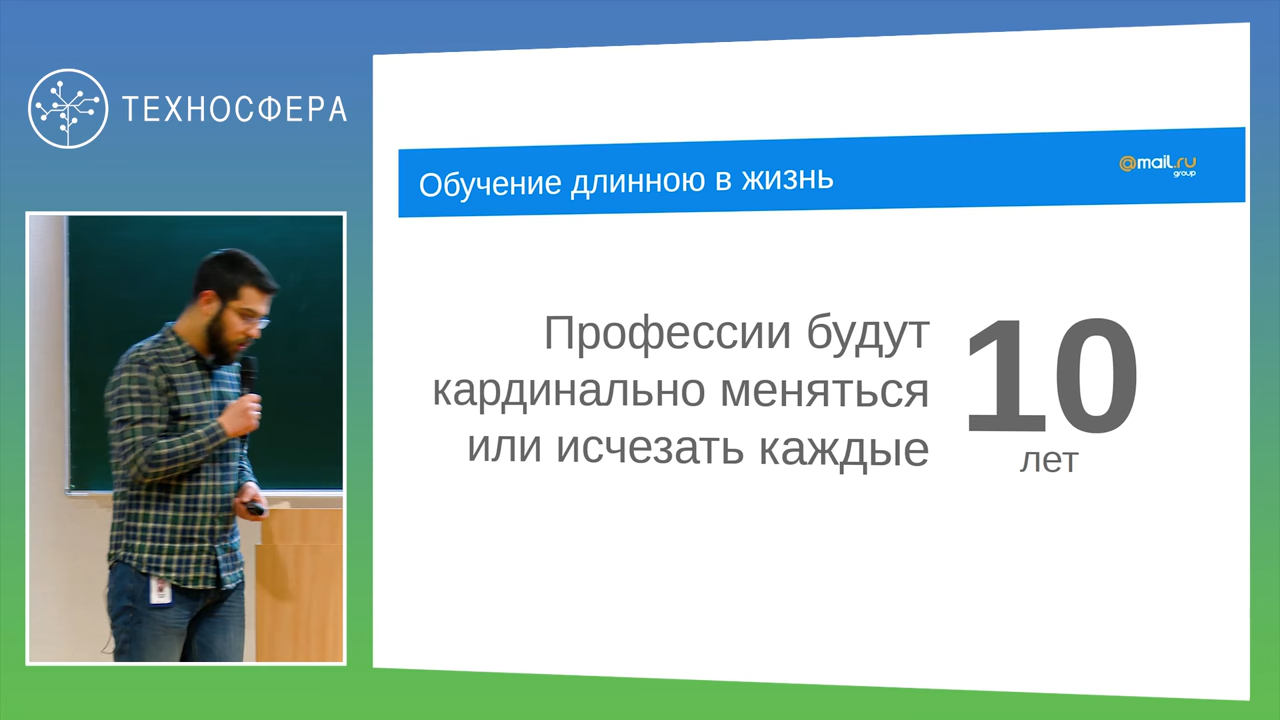 ТЕХНОСФЕРА
Обучение длинною в жизнь
@mail.ru
group
Профессии будут
кардинально меняться
или исчезать каждые
10
лет